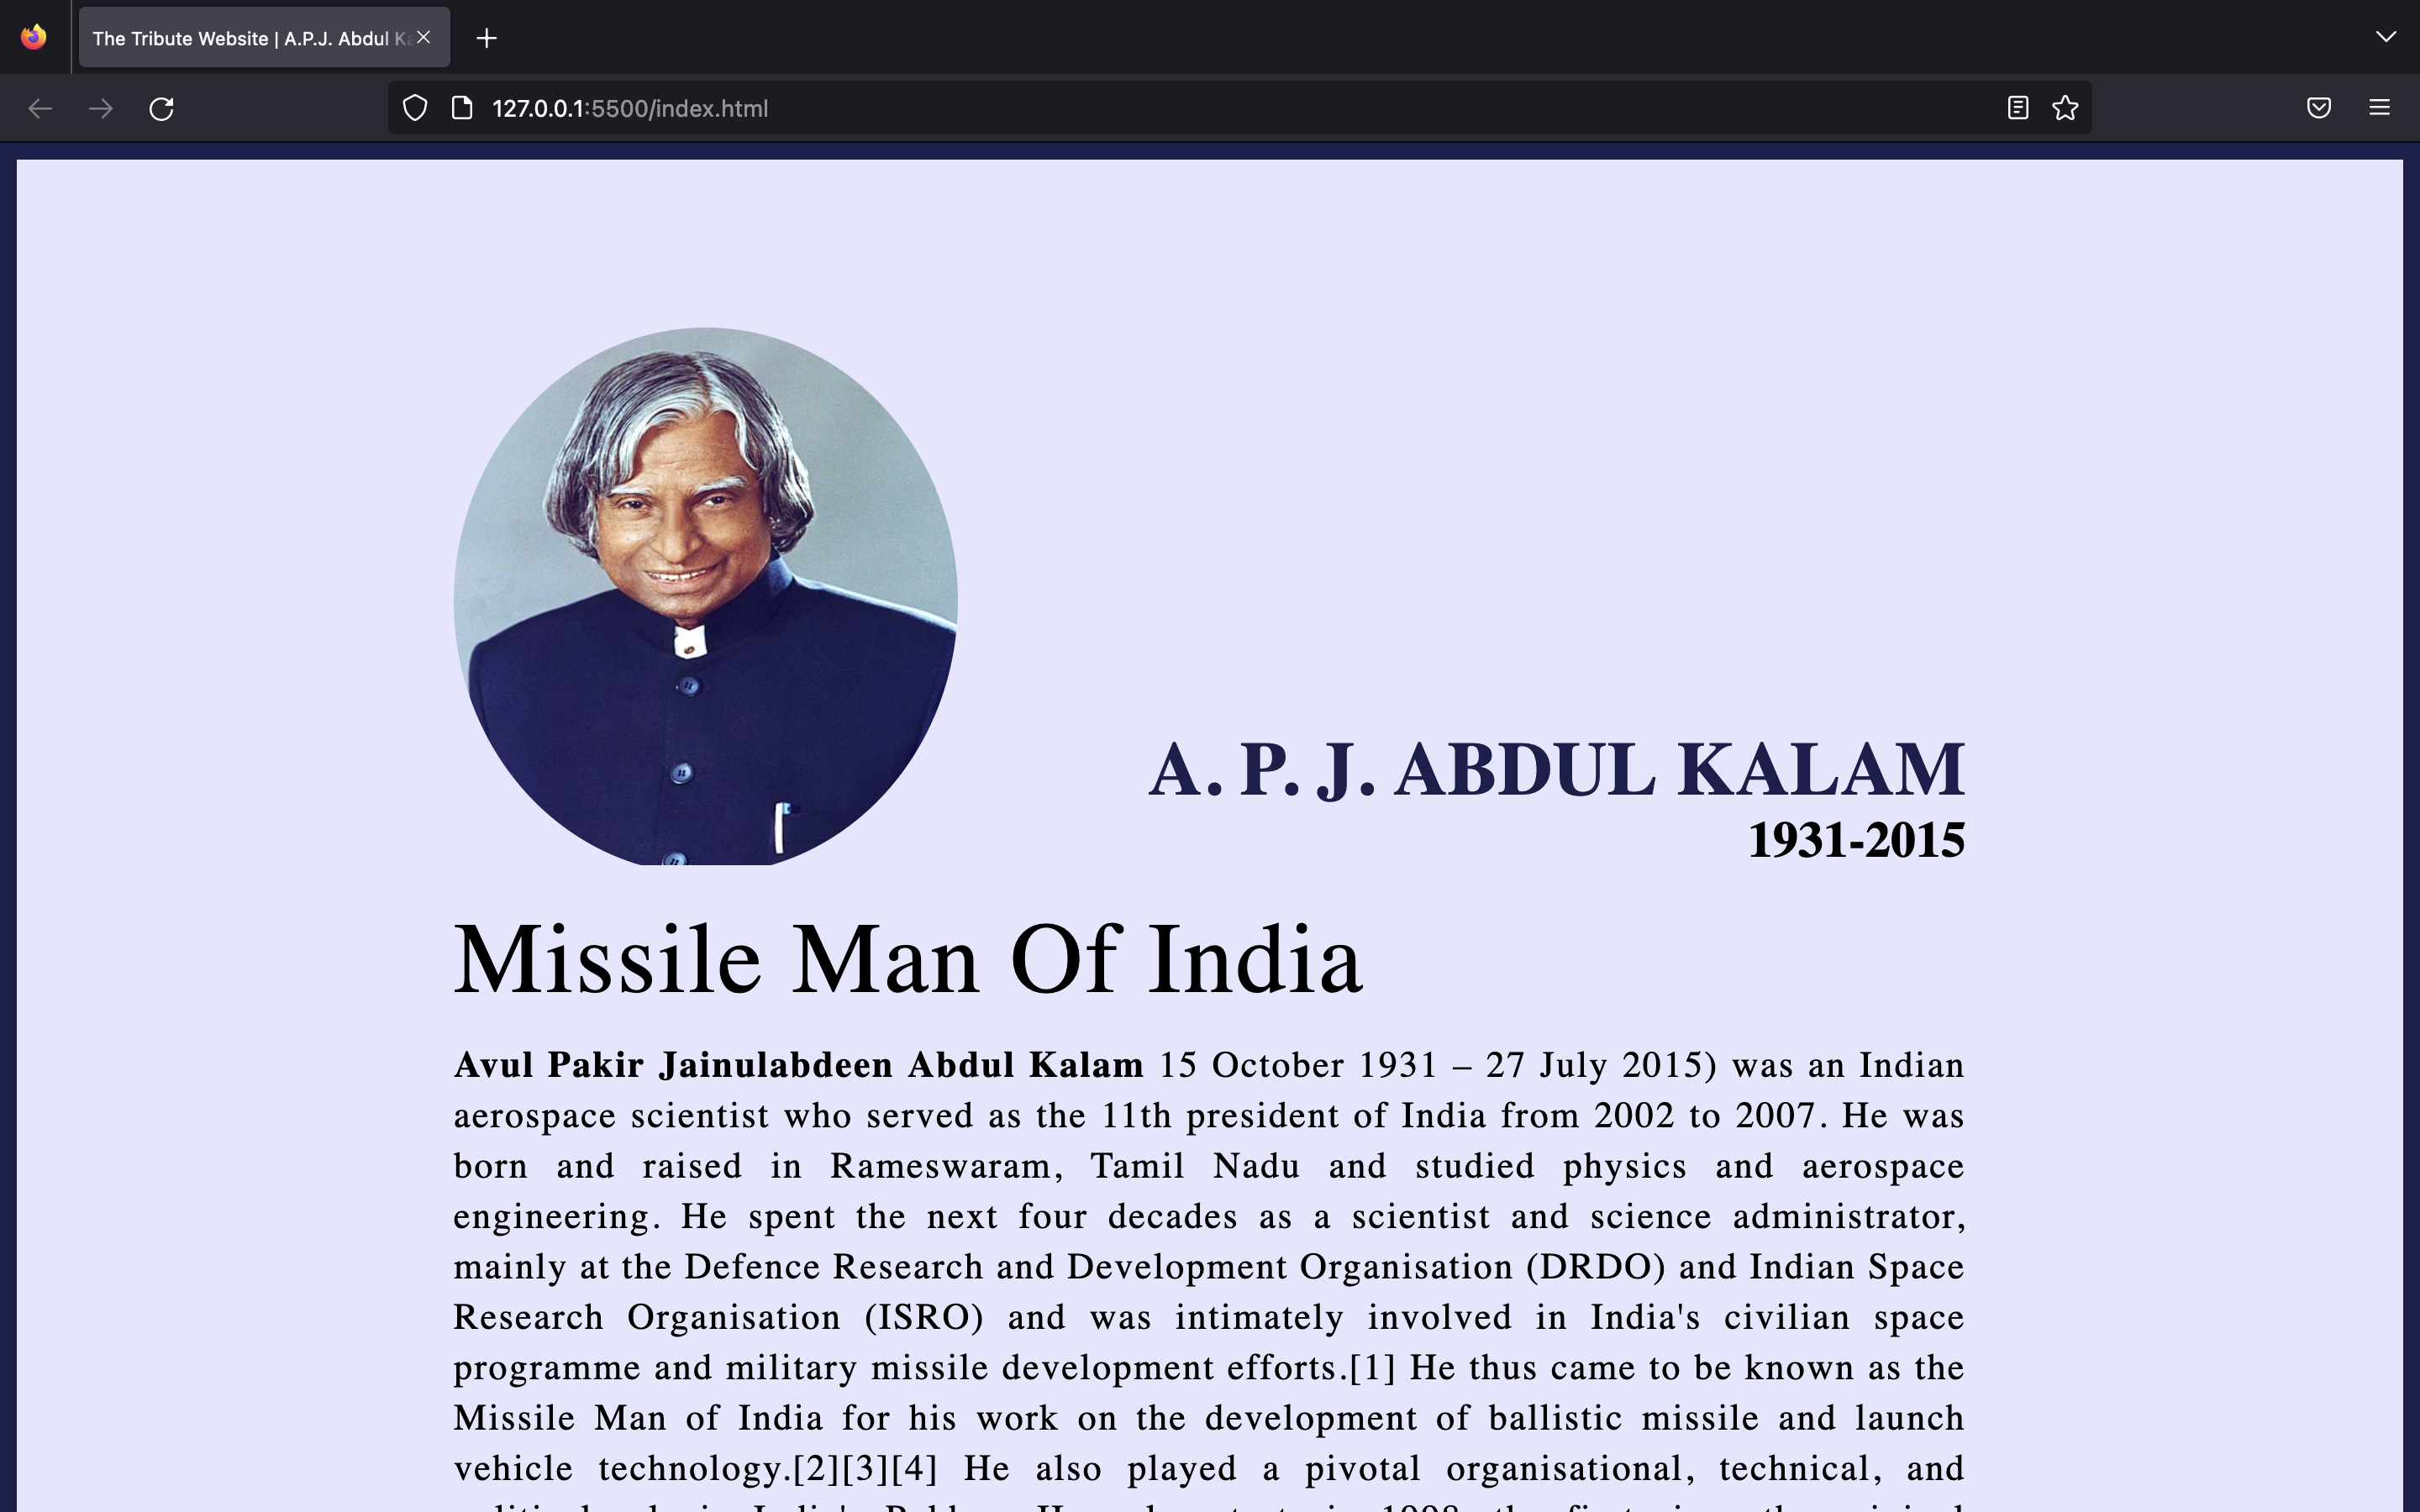 The Tribute Website | A.P.J. Abdul
127.0.0.1:5500/index.html
A. P. J. ABDUL KALAM
1931-2015
Missile Man Of India
Avul Pakir Jainulabdeen Abdul Kalam 15 October 1931 – 27 July 2015) was an Indian
aerospace scientist who served as the 11th president of India from 2002 to 2007. He was
born and raised in Rameswaram, Tamil Nadu and studied physics and aerospace
engineering. He spent the next four decades as a scientist and science administrator,
mainly at the Defence Research and Development Organisation (DRDO) and Indian Space
Research Organisation (ISRO) and was intimately involved in India's civilian space
programme and military missile development efforts.[1] He thus came to be known as the
Missile Man of India for his work on the development of ballistic missile and launch
vehicle technology.[2][3][4] He also played a pivotal organisational, technical, and